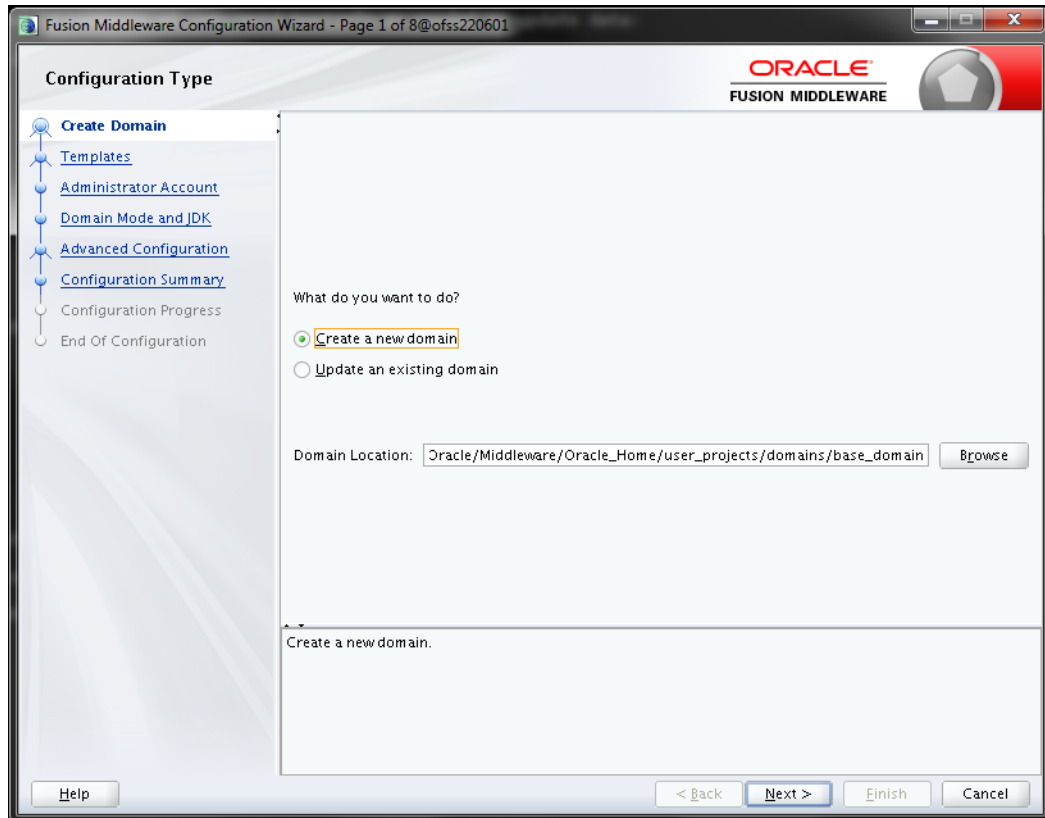 Fusion Middleware Configuration Wizard - Page 1 of 8@ofss220601
Configuration Type
ORACLE
FUSION MIDDLEWARE
Create Domain
Templates
Administrator Account
Domain Mode and JDK
Advanced Configuration
Configuration Summary
Configuration Progress
End Of Configuration
What do you want to do?
Create a new domain
Update an existing domain
Domain Location: Oracle/Middleware/Oracle_Home/user_projects/domains/base_domain Browse
Create a new domain.
Help < Back Next > Finish Cancel